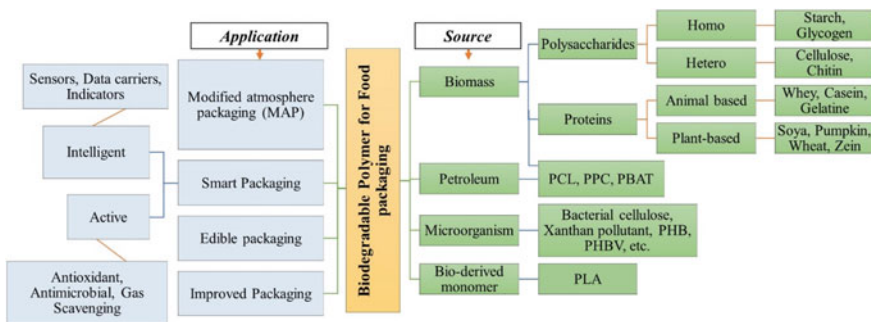 Application
Sensors, Data carriers,
Indicators
Modified atmosphere
packaging (MAP)
Intelligent
Smart Packaging
Active
Edible packaging
Antioxidant,
Antimicrobial, Gas
Scavenging
Improved Packaging
Biodegradable Polymer for Food
packaging
Source
Biomass
Polysaccharides
Homo
Starch,
Glycogen
Hetero
Cellulose,
Chitin
Proteins
Animal based
Whey, Casein,
Gelatine
Plant-based
Soya, Pumpkin,
Wheat, Zein
Petroleum
PCL, PPC, PBAT
Microorganism
Bacterial cellulose,
Xanthan pollutant, PHB,
PHBV, etc.
Bio-derived
monomer
PLA